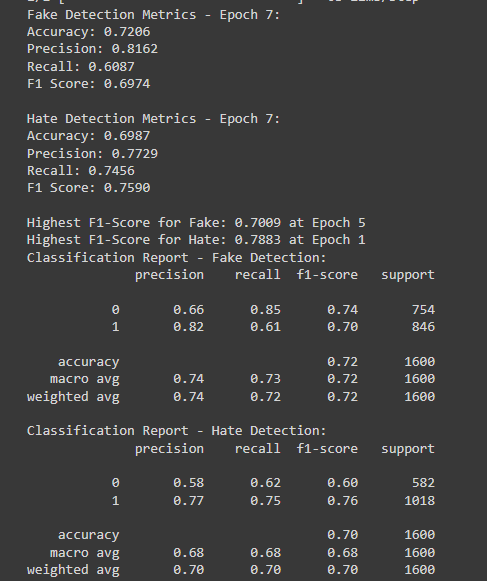 Fake Detection Metrics - Epoch 7:
Accuracy: 0.7206
Precision: 0.8162
Recall: 0.6087
F1 Score: 0.6974
Hate Detection Metrics - Epoch 7:
Accuracy: 0.6987
Precision: 0.7729
Recall: 0.7456
F1 Score: 0.7590
Highest F1-Score for Fake: 0.7009 at Epoch 5
Highest F1-Score for Hate: 0.7883 at Epoch 1
Classification Report - Fake Detection:
precision recall f1-score support
0 0.66 0.85 0.74 754
1 0.82 0.61 0.70 846
accuracy 0.72 1600
macro avg 0.74 0.73 0.72 1600
weighted avg 0.74 0.72 0.72 1600
Classification Report - Hate Detection:
precision recall f1-score support
0 0.58 0.62 0.60 582
1 0.77 0.75 0.76 1018
accuracy 0.70 1600
macro avg 0.68 0.68 0.68 1600
weighted avg 0.70 0.70 0.70 1600